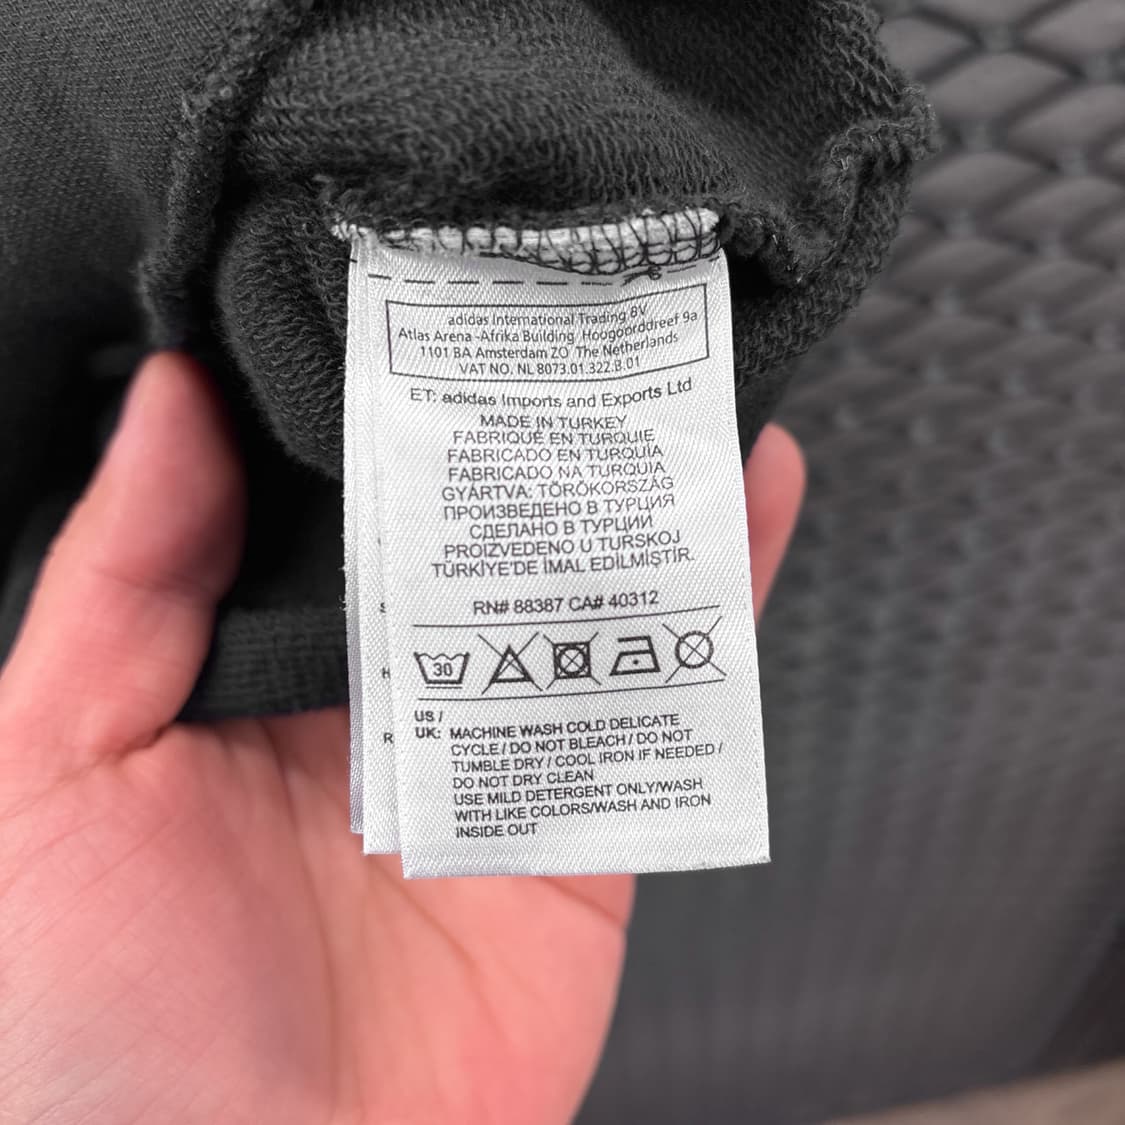 adidas International Trading BV
Atlas Arena -Afrika Building Hoogoorddreef 9a
1101 BA Amsterdam ZO The Netherlands
VAT NO. NL 8073.01.322.B.01
ET: adidas Imports and Exports Ltd
MADE IN TURKEY
FABRIQUÉ EN TURQUIE
FABRICADO EN TURQUÍA
FABRICADO NA TURQUIA
GYÁRTVA: TÖRÖKORSZÁG
ПРОИЗВЕДЕНО В ТУРЦИЯ
СДЕЛАНО В ТУРЦИИ
PROIZVEDENO U TURSKOJ
TÜRKİYE'DE İMAL EDİLMİŞTİR.
RN# 88387 CA# 40312
30
US /
UK: MACHINE WASH COLD DELICATE
CYCLE / DO NOT BLEACH / DO NOT
TUMBLE DRY / COOL IRON IF NEEDED /
DO NOT DRY CLEAN
USE MILD DETERGENT ONLY/WASH
WITH LIKE COLORS/WASH AND IRON
INSIDE OUT